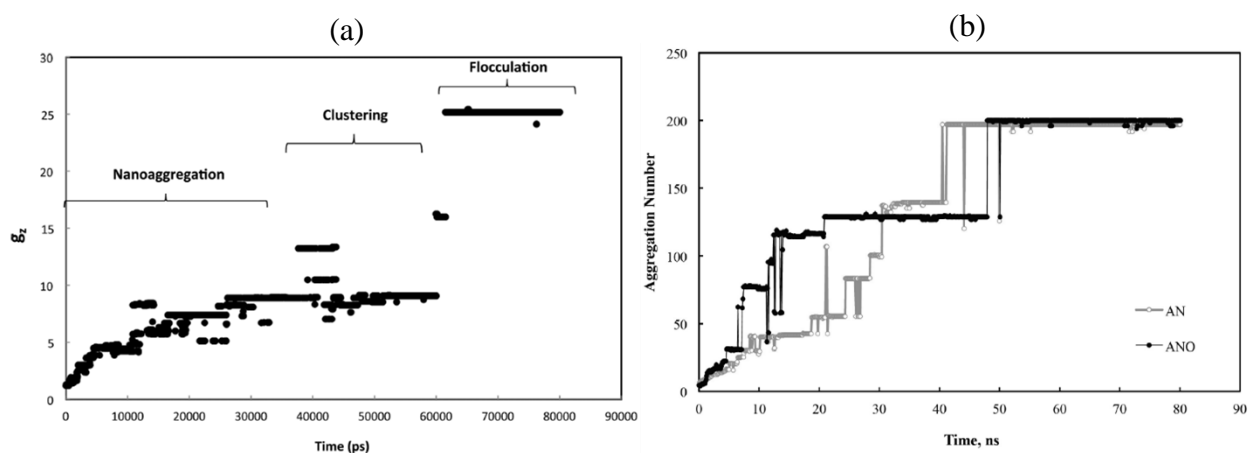 (a)
30
25
20
15
10
5
0
g_z
Nanoaggregation
Clustering
Flocculation
0 10000 20000 30000 40000 50000 60000 70000 80000 90000
Time (ps)
(b)
250
200
150
100
50
0
Aggregation Number
AN
ANO
0 10 20 30 40 50 60 70 80 90
Time, ns